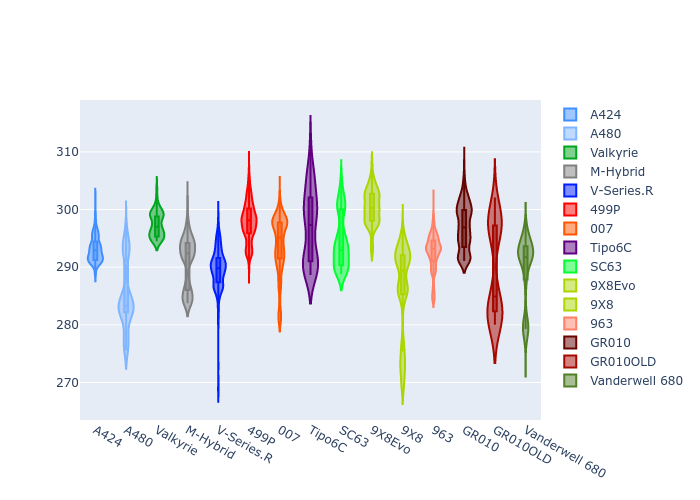 310
300
290
280
270
A424
A480
Valkyrie
M-Hybrid
V-Series.R
499P
007
Tipo6C
SC63
9X8Evo
9X8
963
GR010
GR010OLD
Vanderwell 680
A424
A480
Valkyrie
M-Hybrid
V-Series.R
499P
007
Tipo6C
SC63
9X8Evo
9X8
963
GR010
GR010OLD
Vanderwell 680